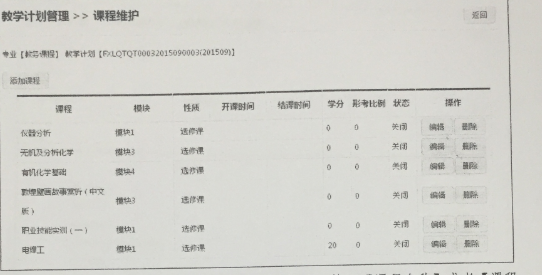 教学计划管理 >> 课程维护
返回
专业【教务课程】 教学计划【FXLQTQT00032015090003(201509)】
添加课程
课程 模块 性质 开课时间 结课时间 学分 形考比例 状态 操作
仪器分析 模块1 选修课 0 0 关闭 编辑 删除
无机及分析化学 模块3 选修课 0 0 关闭 编辑 删除
有机化学基础 模块4 选修课 0 0 关闭 编辑 删除
敦煌壁画故事赏析（中文
版） 模块3 选修课 0 0 关闭 编辑 删除
职业技能实训（一） 模块1 选修课 0 0 关闭 编辑 删除
电焊工 模块1 选修课 20 0 关闭 编辑 删除